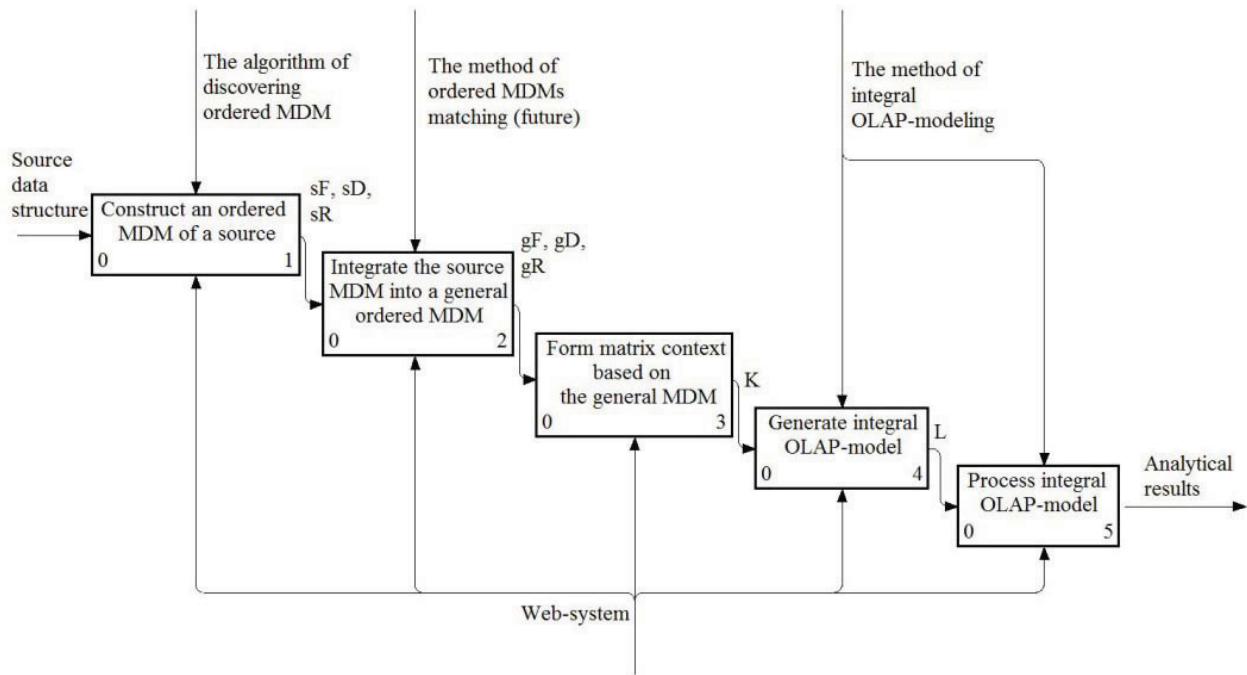 The algorithm of
discovering
ordered MDM
The method of
ordered MDMs
matching (future)
The method of
integral
OLAP-modeling
Source
data
structure
Construct an ordered
MDM of a source
0 1
sF, sD,
sR
Integrate the source
MDM into a general
ordered MDM
0 2
gF, gD,
gR
Form matrix context
based on
the general MDM
0 3
K
Generate integral
OLAP-model
0 4
L
Process integral
OLAP-model
0 5
Analytical
results
Web-system